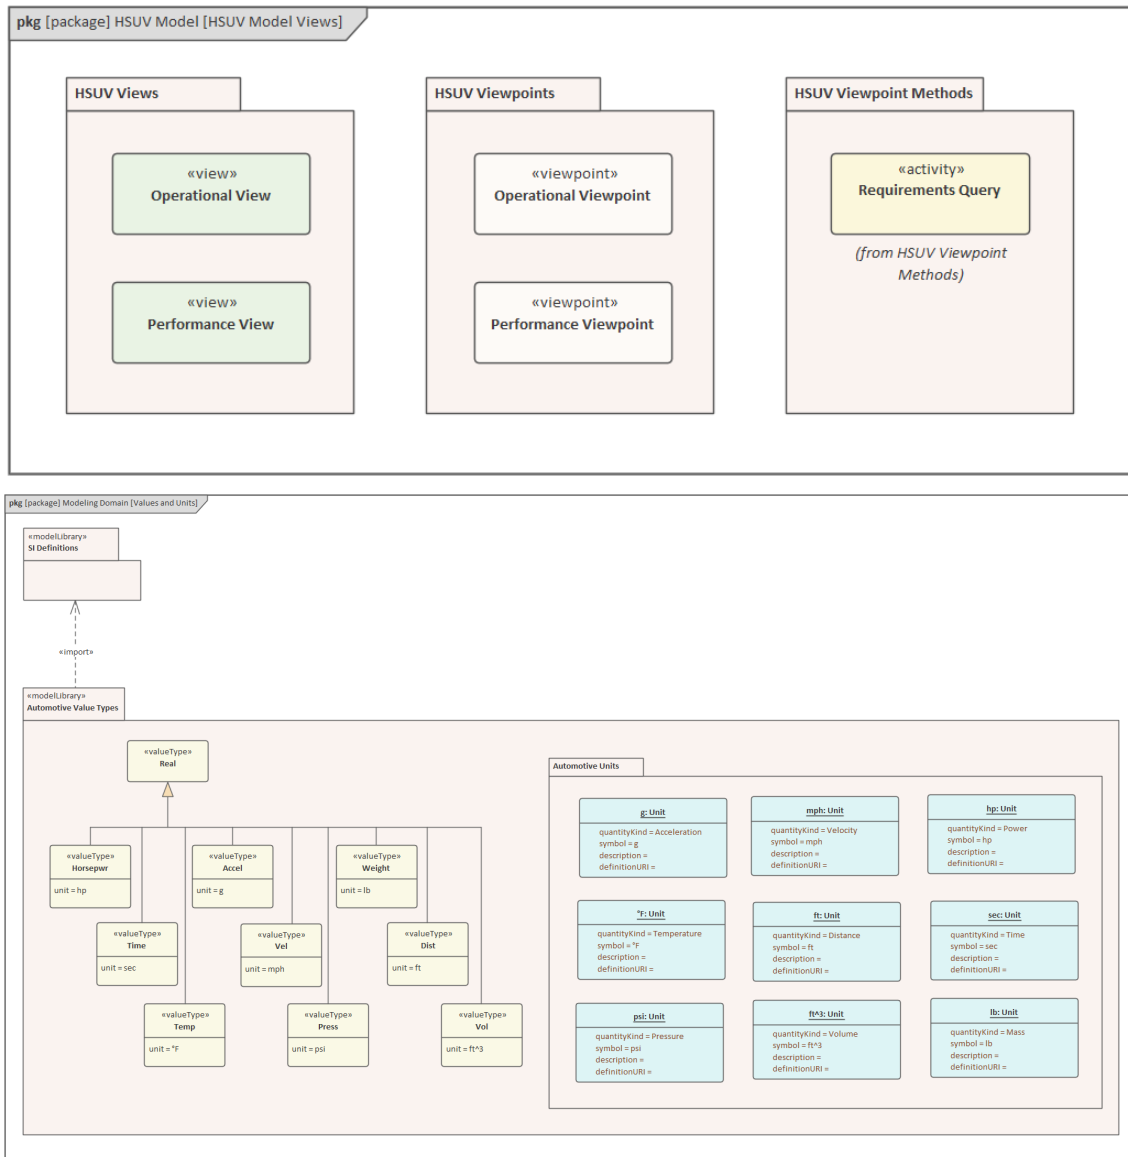 pkg [package] HSUV Model [HSUV Model Views]
HSUV Views
«view»
Operational View
«view»
Performance View
HSUV Viewpoints
«viewpoint»
Operational Viewpoint
«viewpoint»
Performance Viewpoint
HSUV Viewpoint Methods
«activity»
Requirements Query
(from HSUV Viewpoint
Methods)
pkg [package] Modeling Domain [Values and Units]
«modelLibrary»
SI Definitions
«import»
«modelLibrary»
Automotive Value Types
«valueType»
Real
«valueType»
Horsepwr
unit = hp
«valueType»
Accel
unit = g
«valueType»
Weight
unit = lb
«valueType»
Time
unit = sec
«valueType»
Vel
unit = mph
«valueType»
Dist
unit = ft
«valueType»
Temp
unit = °F
«valueType»
Press
unit = psi
«valueType»
Vol
unit = ft^3
Automotive Units
g: Unit
quantityKind = Acceleration
symbol = g
description =
definitionURI =
mph: Unit
quantityKind = Velocity
symbol = mph
description =
definitionURI =
hp: Unit
quantityKind = Power
symbol = hp
description =
definitionURI =
°F: Unit
quantityKind = Temperature
symbol = °F
description =
definitionURI =
ft: Unit
quantityKind = Distance
symbol = ft
description =
definitionURI =
sec: Unit
quantityKind = Time
symbol = sec
description =
definitionURI =
psi: Unit
quantityKind = Pressure
symbol = psi
description =
definitionURI =
ft^3: Unit
quantityKind = Volume
symbol = ft^3
description =
definitionURI =
lb: Unit
quantityKind = Mass
symbol = lb
description =
definitionURI =